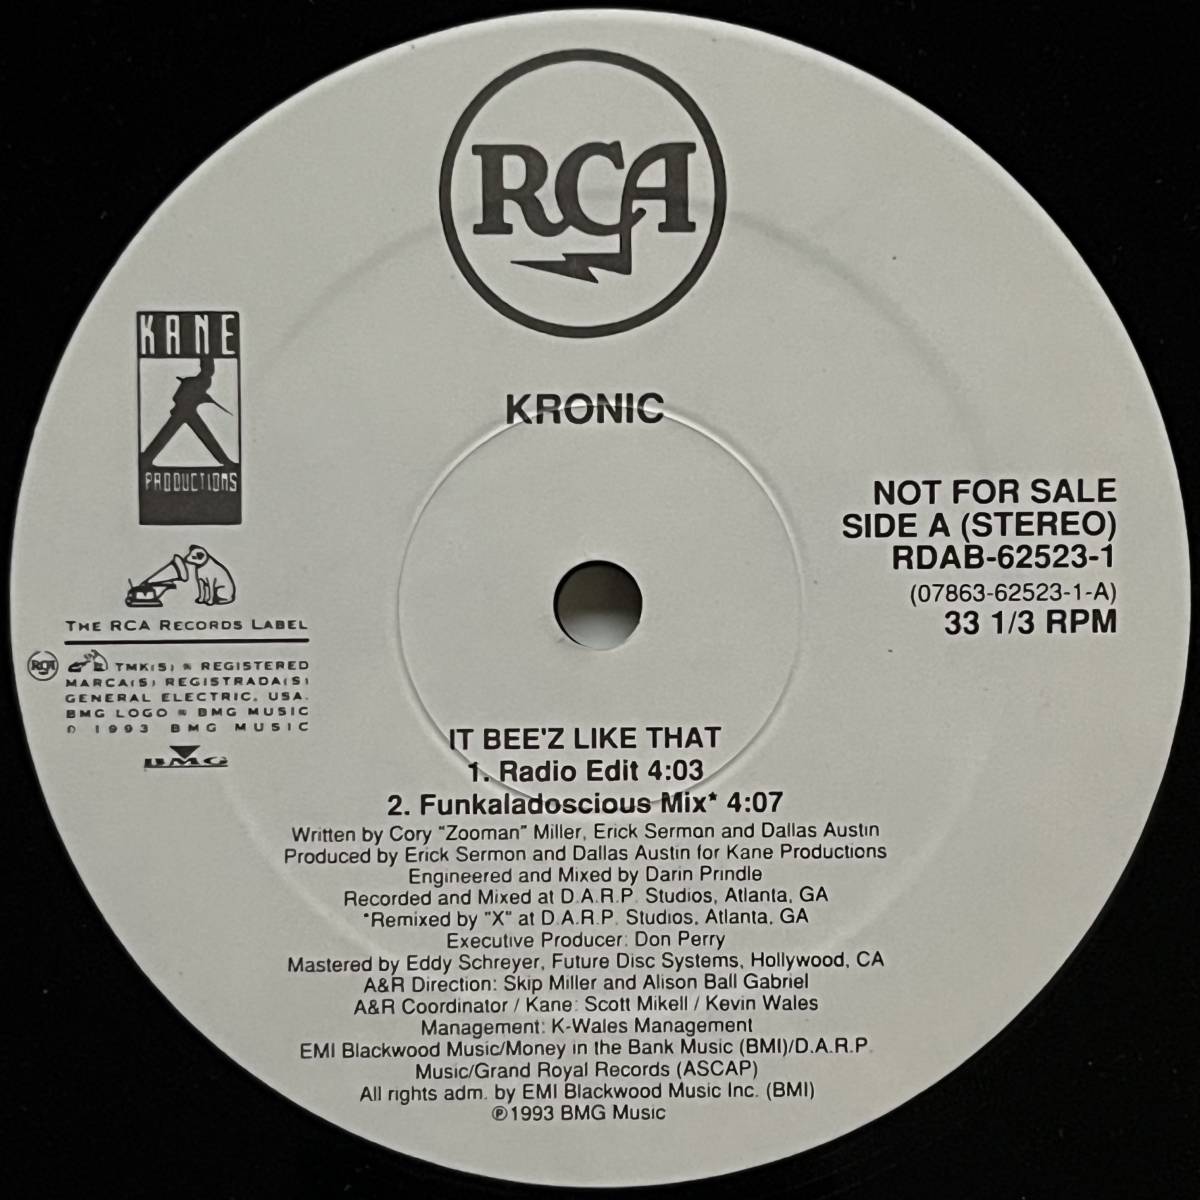 RCA
KANE
PRODUCTIONS
KRONIC
NOT FOR SALE
SIDE A (STEREO)
RDAB-62523-1
(07863-62523-1-A)
33 1/3 RPM
THE RCA RECORDS LABEL
RCA TMK(S) ® REGISTERED
MARCA(S) REGISTRADA(S)
GENERAL ELECTRIC, USA.
BMG LOGO ® BMG MUSIC
© 1993 BMG MUSIC
BMG
IT BEE'Z LIKE THAT
1. Radio Edit 4:03
2. Funkaladoscious Mix* 4:07
Written by Cory "Zooman" Miller, Erick Sermon and Dallas Austin
Produced by Erick Sermon and Dallas Austin for Kane Productions
Engineered and Mixed by Darin Prindle
Recorded and Mixed at D.A.R.P. Studios, Atlanta, GA
*Remixed by "X" at D.A.R.P. Studios, Atlanta, GA
Executive Producer: Don Perry
Mastered by Eddy Schreyer, Future Disc Systems, Hollywood, CA
A&R Direction: Skip Miller and Alison Ball Gabriel
A&R Coordinator / Kane: Scott Mikell / Kevin Wales
Management: K-Wales Management
EMI Blackwood Music/Money in the Bank Music (BMI)/D.A.R.P.
Music/Grand Royal Records (ASCAP)
All rights adm. by EMI Blackwood Music Inc. (BMI)
℗1993 BMG Music